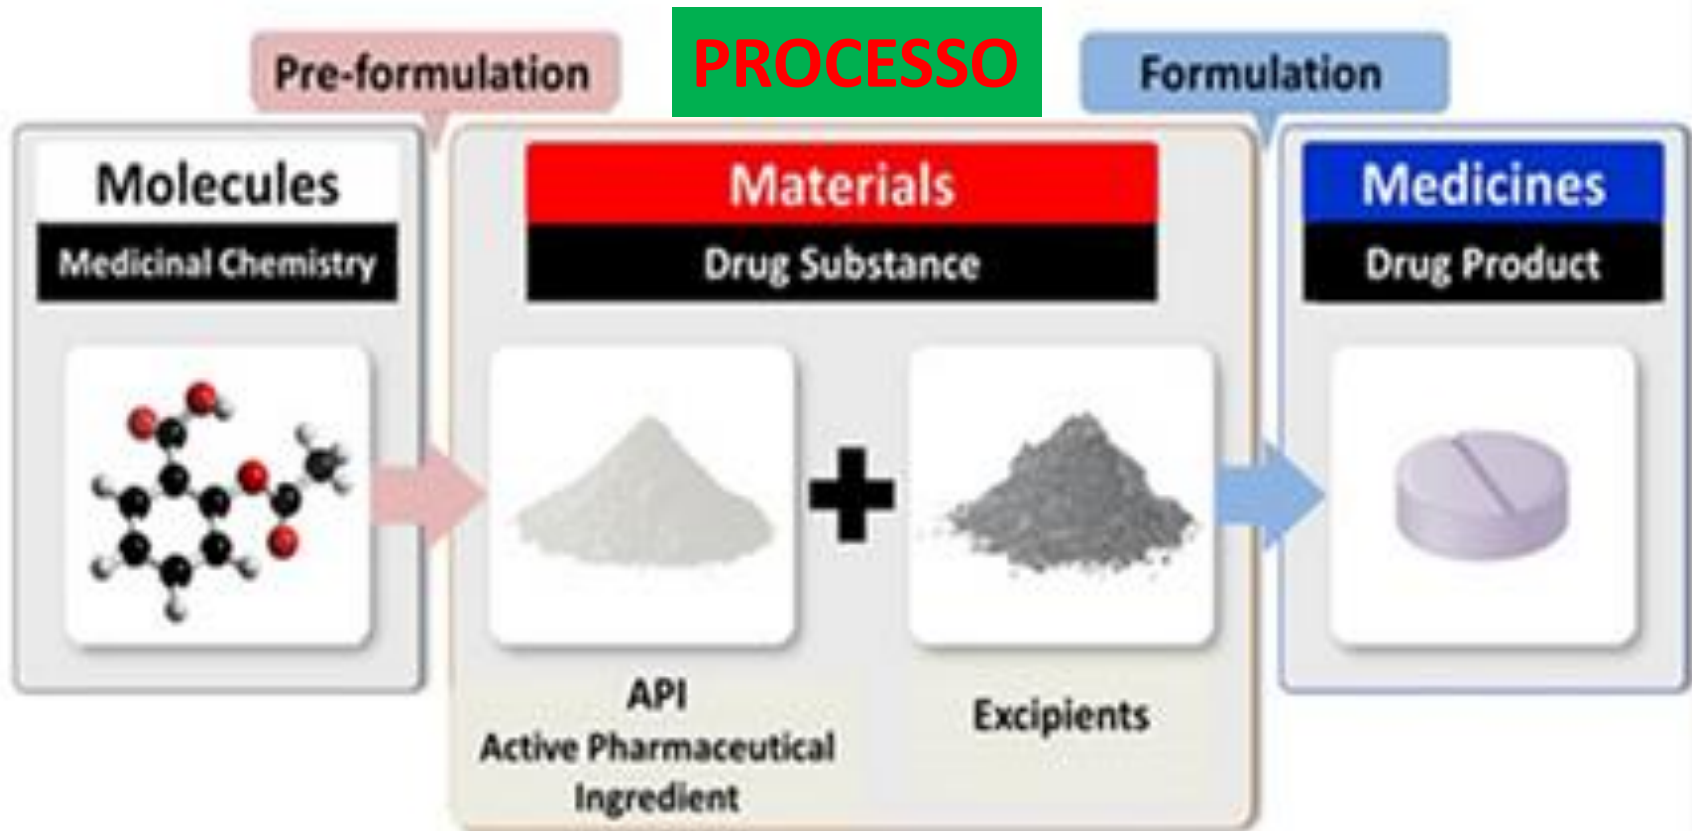 Pre-formulation
PROCESSO
Formulation
Molecules
Medicinal Chemistry
Materials
Drug Substance
Medicines
Drug Product
API
Active Pharmaceutical
Ingredient
Excipients